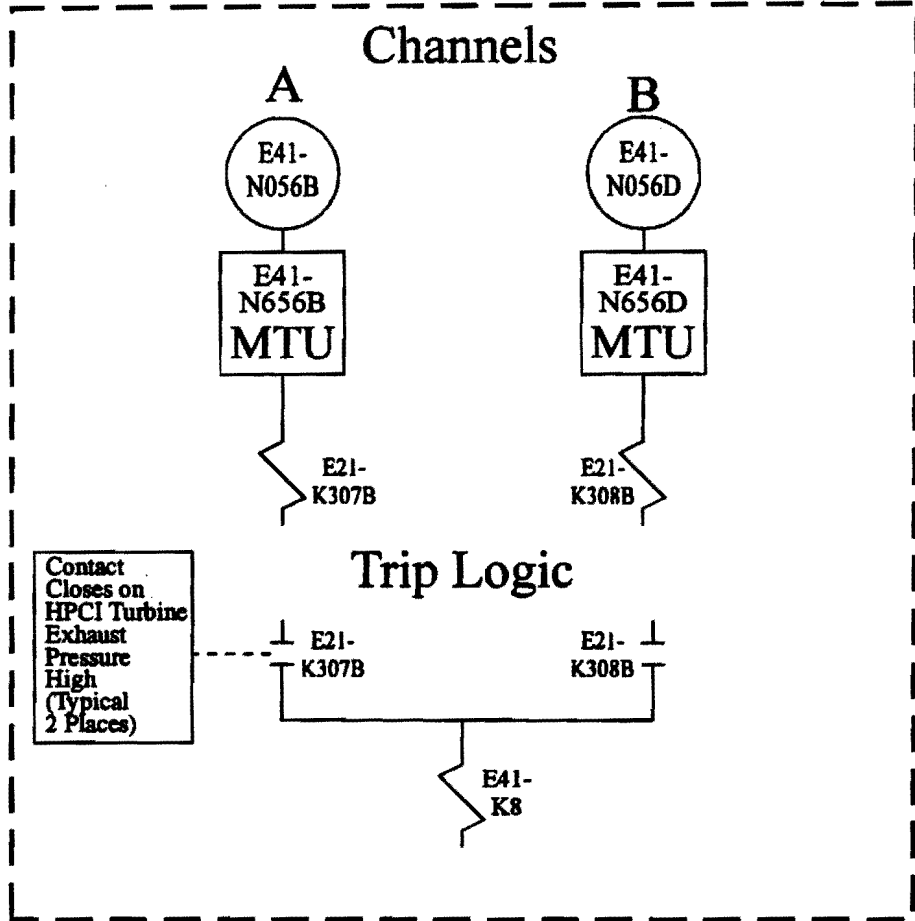 Channels
A
B
E41-
N056B
E41-
N056D
E41-
N656B
MTU
E41-
N656D
MTU
E21-
K307B
E21-
K308B
Trip Logic
Contact
Closes on
HPCI Turbine
Exhaust
Pressure
High
(Typical
2 Places)
E21-
K307B
E21-
K308B
E41-
K8